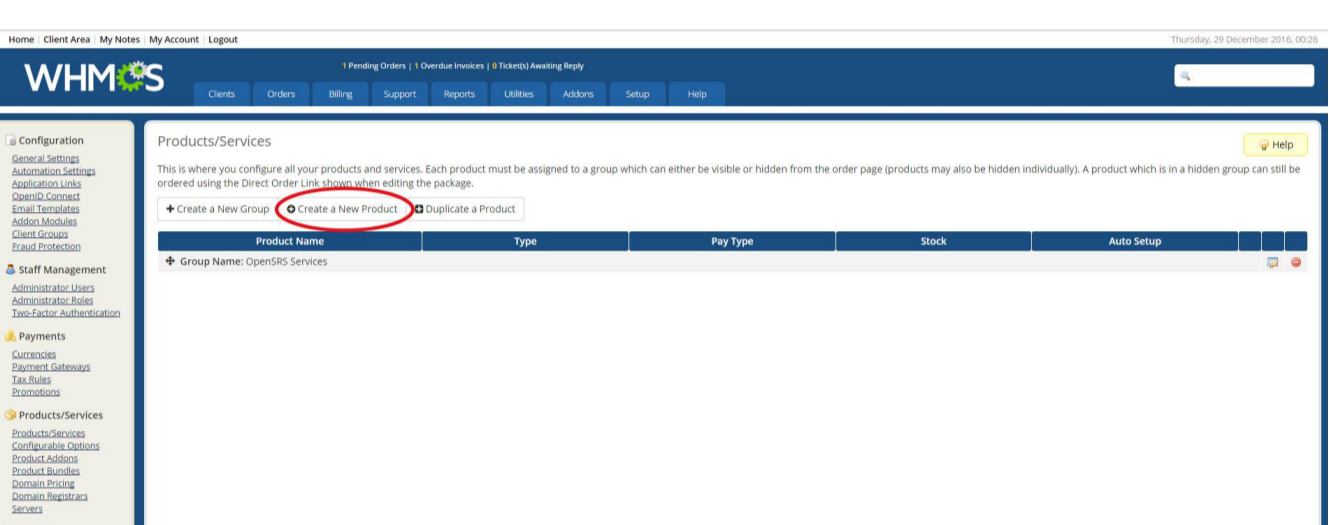 Home Client Area My Notes My Account Logout
Thursday, 29 December 2016, 00:26
WHMCS
1 Pending Orders | 1 Overdue Invoices | 0 Ticket(s) Awaiting Reply
Clients Orders Billing Support Reports Utilities Addons Setup Help
Configuration
General Settings
Automation Settings
Application Links
OpenID Connect
Email Templates
Addon Modules
Client Groups
Fraud Protection
Staff Management
Administrator Users
Administrator Roles
Two-Factor Authentication
Payments
Currencies
Payment Gateways
Tax Rules
Promotions
Products/Services
Products/Services
Configurable Options
Product Addons
Product Bundles
Domain Pricing
Domain Registrars
Servers
Products/Services
Help
This is where you configure all your products and services. Each product must be assigned to a group which can either be visible or hidden from the order page (products may also be hidden individually). A product which is in a hidden group can still be
ordered using the Direct Order Link shown when editing the package.
Create a New Group Create a New Product Duplicate a Product
Product Name Type Pay Type Stock Auto Setup
Group Name: OpenSRS Services